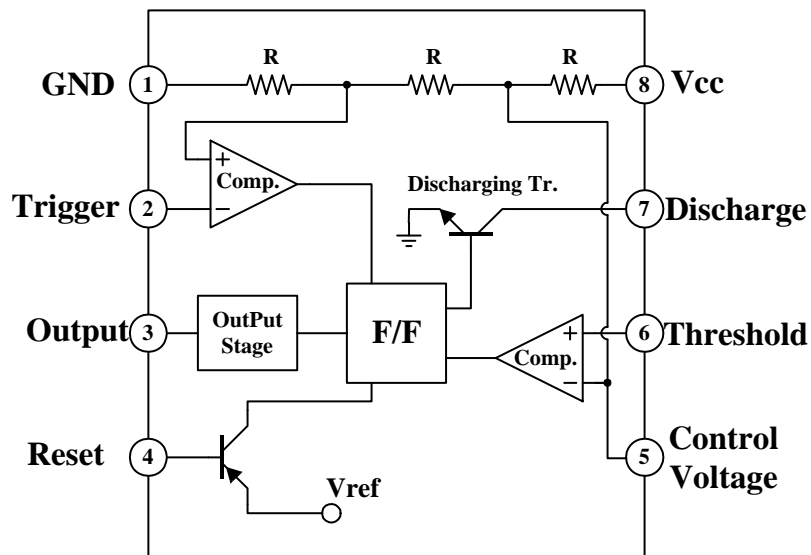 R R R
GND 1 8 Vcc
+
Comp.
−
Trigger 2
Discharging Tr.
7 Discharge
Output 3
OutPut
Stage
F/F
+
Comp.
−
6 Threshold
Reset 4
5 Control
Voltage
Vref